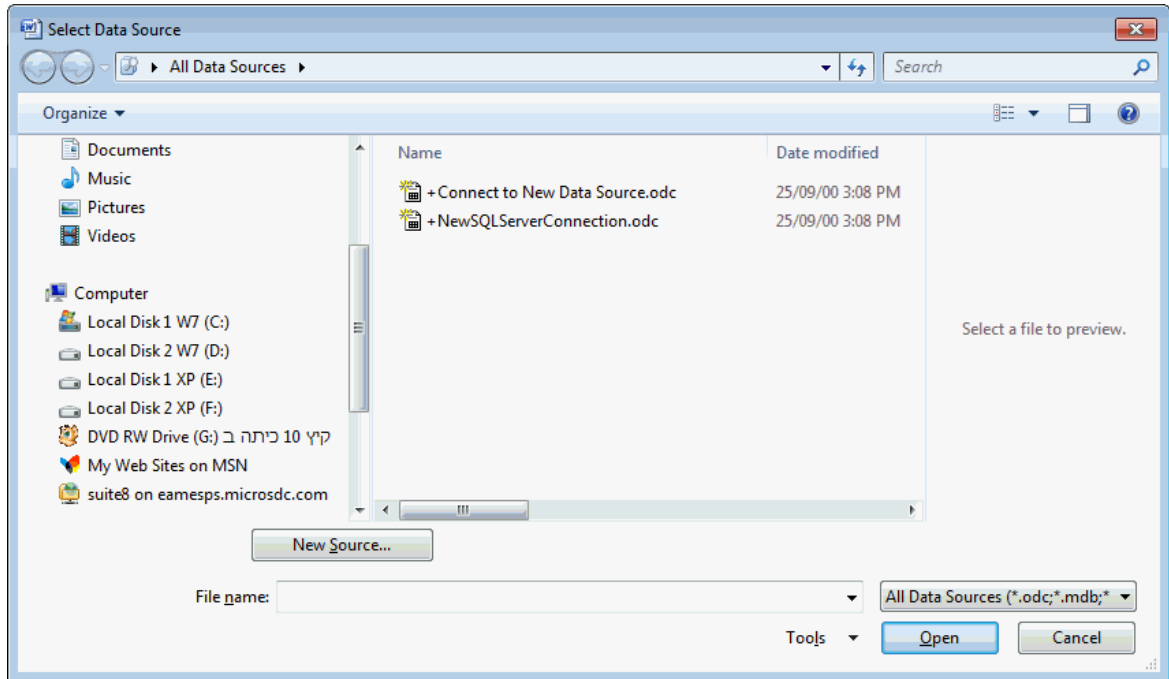 Select Data Source
All Data Sources
Search
Organize
Documents
Music
Pictures
Videos
Computer
Local Disk 1 W7 (C:)
Local Disk 2 W7 (D:)
Local Disk 1 XP (E:)
Local Disk 2 XP (F:)
DVD RW Drive (G:) קיץ 10 כיתה ב
My Web Sites on MSN
suite8 on eamesps.microsdc.com
Name Date modified
+Connect to New Data Source.odc 25/09/00 3:08 PM
+NewSQLServerConnection.odc 25/09/00 3:08 PM
Select a file to preview.
New Source...
File name:
All Data Sources (*.odc;*.mdb;*
Tools
Open
Cancel